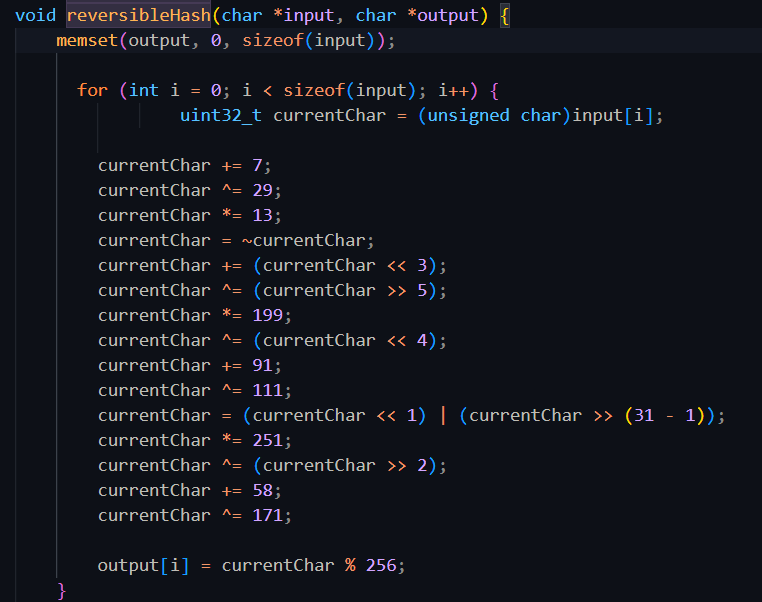 void reversibleHash(char *input, char *output) {
memset(output, 0, sizeof(input));
for (int i = 0; i < sizeof(input); i++) {
uint32_t currentChar = (unsigned char)input[i];
currentChar += 7;
currentChar ^= 29;
currentChar *= 13;
currentChar = ~currentChar;
currentChar += (currentChar << 3);
currentChar ^= (currentChar >> 5);
currentChar *= 199;
currentChar ^= (currentChar << 4);
currentChar += 91;
currentChar ^= 111;
currentChar = (currentChar << 1) | (currentChar >> (31 - 1));
currentChar *= 251;
currentChar ^= (currentChar >> 2);
currentChar += 58;
currentChar ^= 171;
output[i] = currentChar % 256;
}